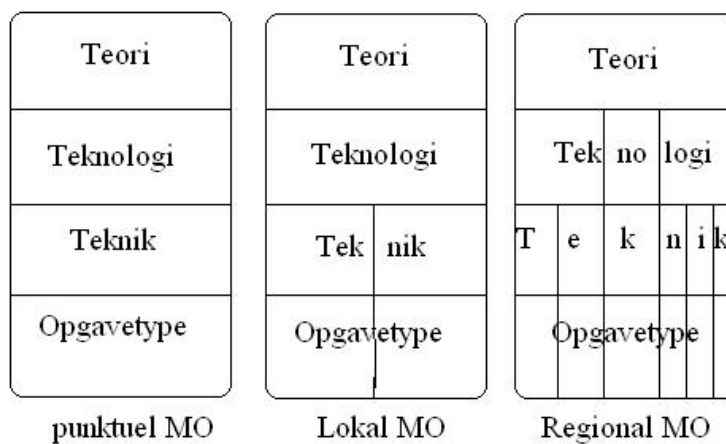 Teori Teori Teori
Teknologi Teknologi Tek no logi
Teknik Tek nik T e k n i k
Opgavetype Opgavetype Opgavetype
punktuel MO Lokal MO Regional MO